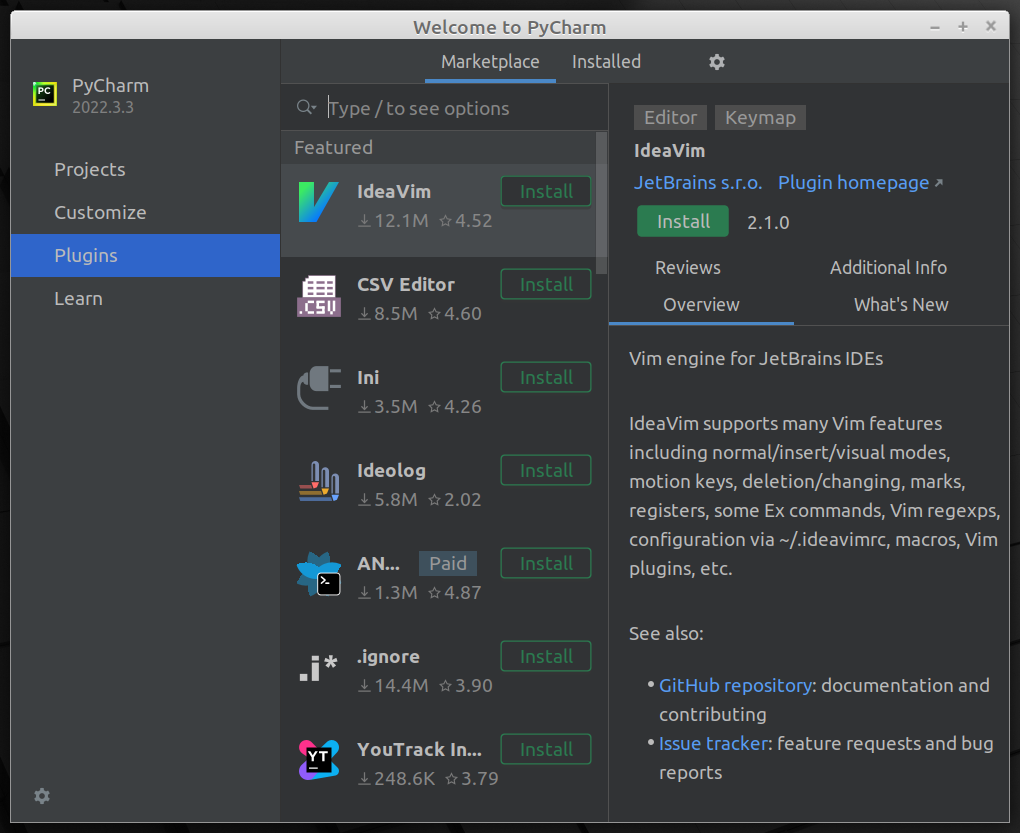 Welcome to PyCharm
PyCharm
2022.3.3
Projects
Customize
Plugins
Learn
Marketplace Installed
Type / to see options
Featured
IdeaVim Install
12.1M 4.52
CSV Editor Install
8.5M 4.60
Ini Install
3.5M 4.26
Ideolog Install
5.8M 2.02
AN... Paid Install
1.3M 4.87
.ignore Install
14.4M 3.90
YouTrack In... Install
248.6K 3.79
PC
.CSV
.i*
YT
Editor Keymap
IdeaVim
JetBrains s.r.o. Plugin homepage
Install 2.1.0
Reviews Additional Info
Overview What's New
Vim engine for JetBrains IDEs
IdeaVim supports many Vim features
including normal/insert/visual modes,
motion keys, deletion/changing, marks,
registers, some Ex commands, Vim regexps,
configuration via ~/.ideavimrc, macros, Vim
plugins, etc.
See also:
• GitHub repository: documentation and
contributing
• Issue tracker: feature requests and bug
reports